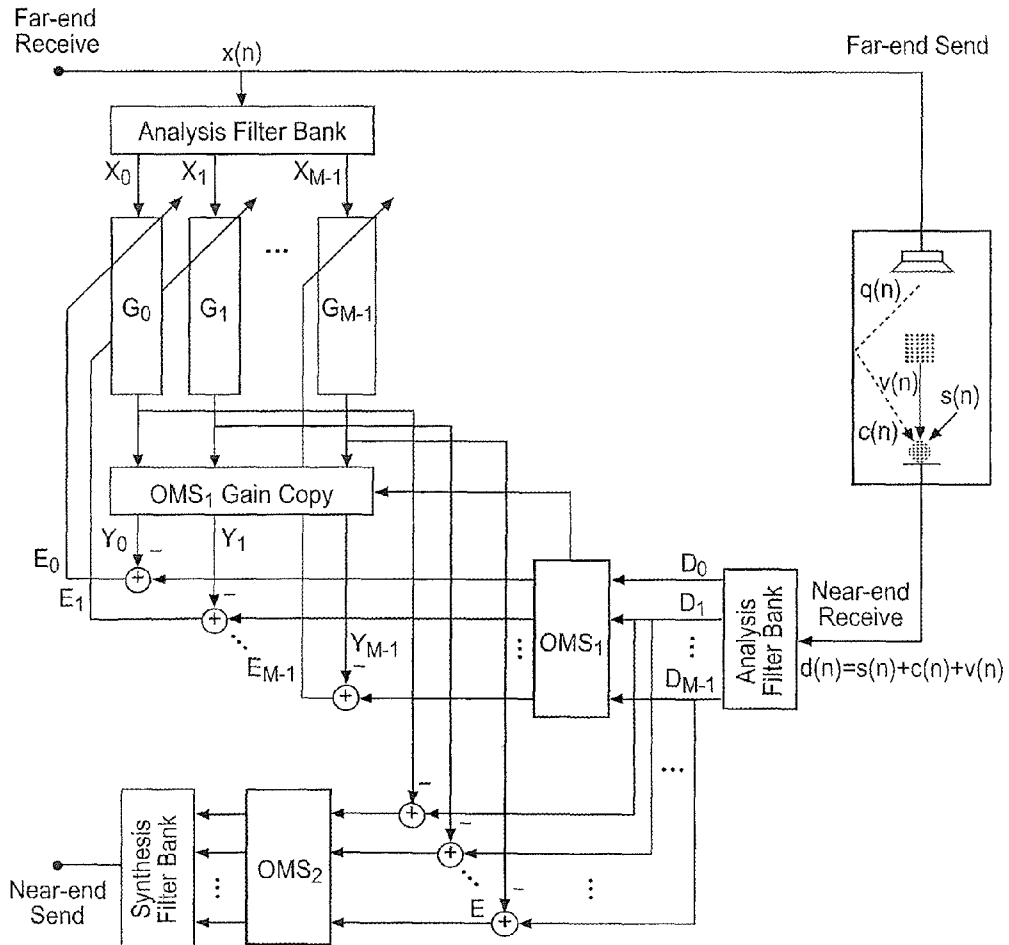 Far-end
Receive
x(n)
Far-end Send
Analysis Filter Bank
X0 X1 XM-1
...
G0 G1 GM-1
q(n)
v(n)
s(n)
c(n)
OMS1 Gain Copy
Y0 – Y1
E0
E1
–
...
EM-1
YM-1
–
...
OMS1
D0
D1
...
DM-1
Analysis
Filter Bank
Near-end
Receive
d(n)=s(n)+c(n)+v(n)
...
–
–
...
–
E
...
Synthesis
Filter Bank
...
OMS2
Near-end
Send